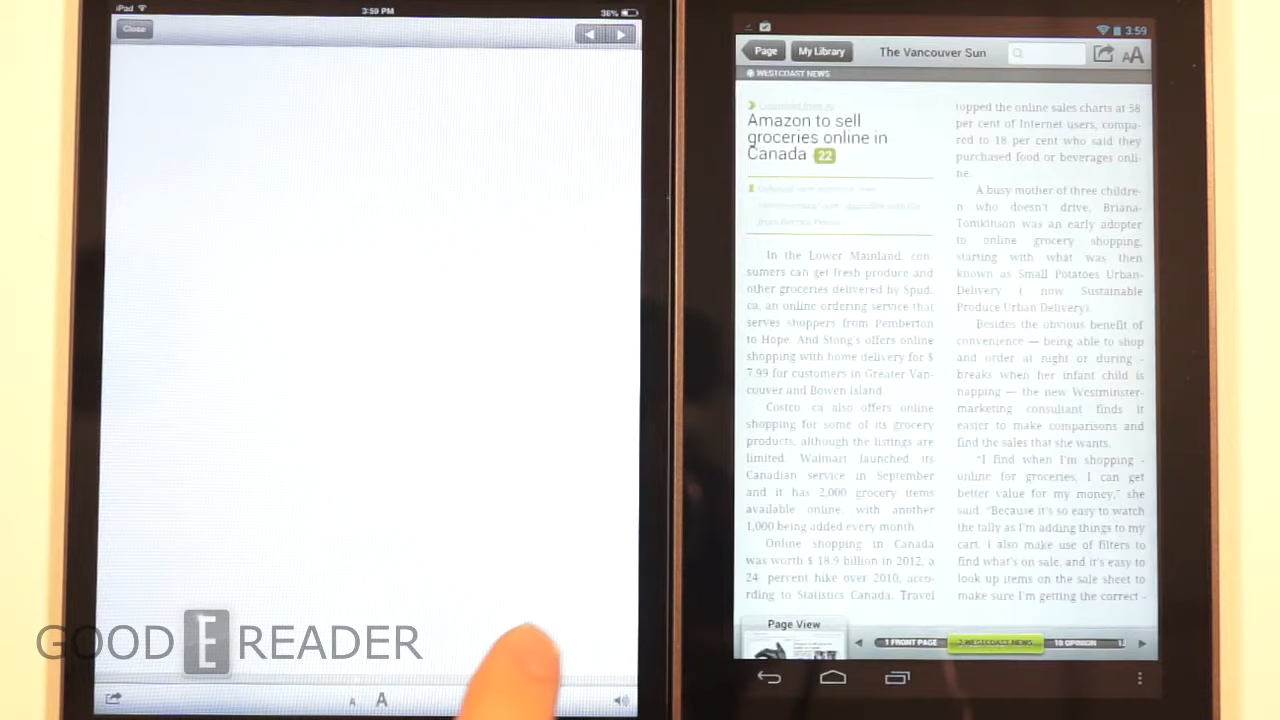 iPad
3:59 PM
36%
Close
A A
GOOD E READER
3:59
Page
My Library
The Vancouver Sun
AA
WESTCOAST NEWS
Amazon to sell
groceries online in
Canada 22
In the Lower Mainland, con-
sumers can get fresh produce and
other groceries delivered by Spud.
ca, an online ordering service that
serves shoppers from Pemberton
to Hope. And Stong's offers online
shopping with home delivery for $
7.99 for customers in Greater Van-
couver and Bowen Island.
Costco ca also offers online
shopping for some of its grocery
products, although the listings are
limited. Walmart launched its
Canadian service in September
and it has 2,000 grocery items
available online, with another
1,000 being added every month.
Online shopping in Canada
was worth $ 18.9 billion in 2012, a
24 percent hike over 2010, acco-
rding to Statistics Canada. Travel
topped the online sales charts at 58
per cent of Internet users, compa-
red to 18 per cent who said they
purchased food or beverages onli-
ne.
A busy mother of three childre-
n who doesn't drive, Briana-
Tomkinson was an early adopter
to online grocery shopping,
starting with what was then
known as Small Potatoes Urban-
Delivery ( now Sustainable
Produce Urban Delivery).
Besides the obvious benefit of
convenience — being able to shop
and order at night or during -
breaks when her infant child is
napping — the new Westminster-
marketing consultant finds it
easier to make comparisons and
find the sales that she wants.
"I find when I'm shopping -
online for groceries, I can get
better value for my money," she
said. "Because it's so easy to watch
the tally as I'm adding things to my
cart. I also make use of filters to
find what's on sale, and it's easy to
look up items on the sale sheet to
make sure I'm getting the correct -
Page View
1 FRONT PAGE
2 WESTCOAST NEWS
10 OPINION